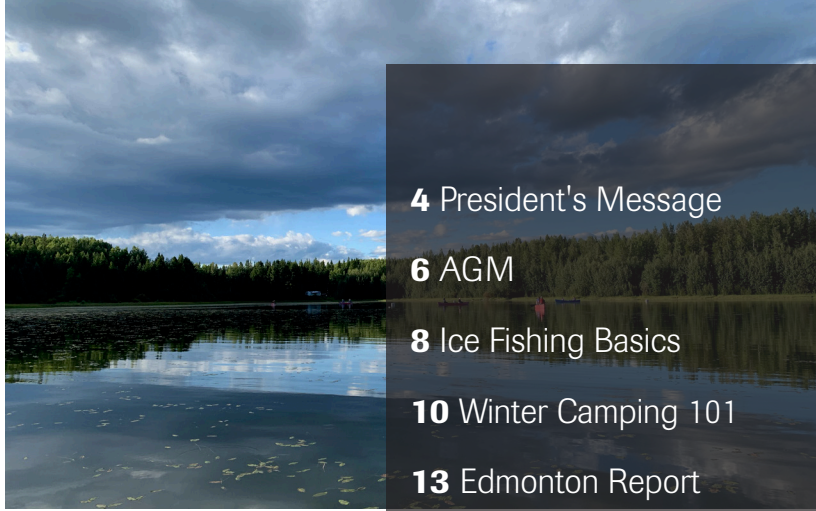 4 President's Message
6 AGM
8 Ice Fishing Basics
10 Winter Camping 101
13 Edmonton Report